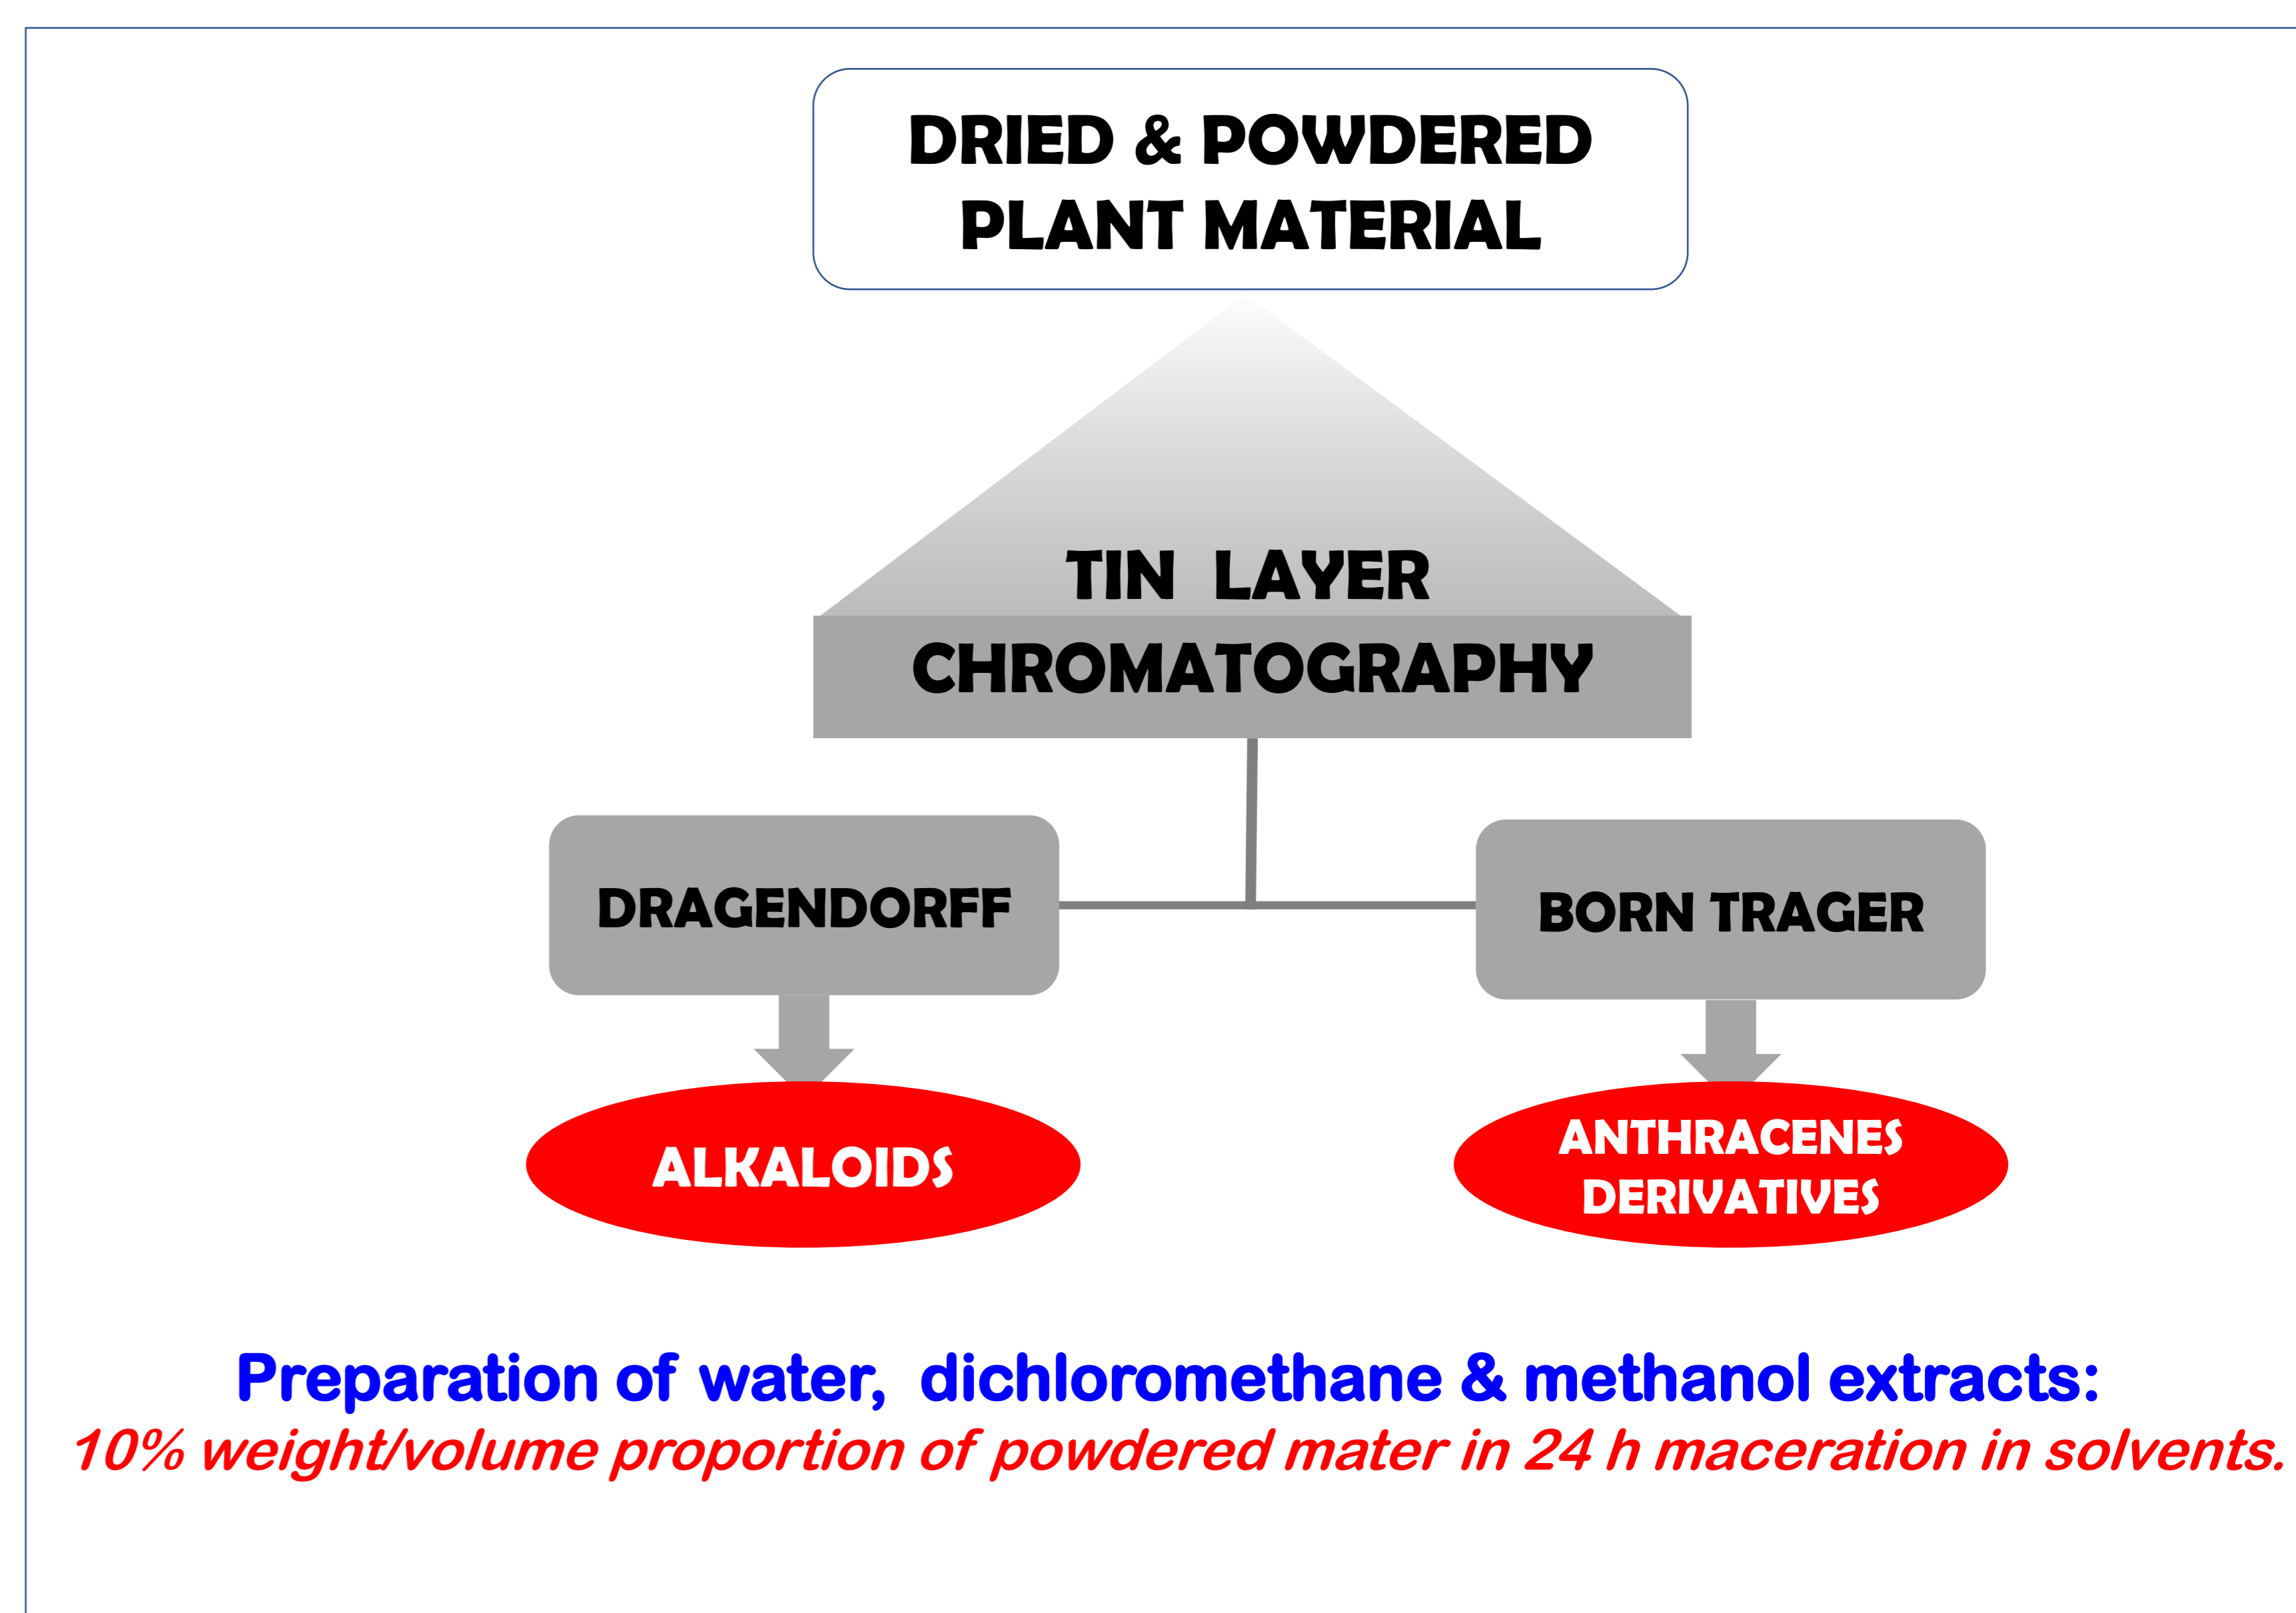 DRIED & POWDERED
PLANT MATERIAL
TIN LAYER
CHROMATOGRAPHY
DRAGENDORFF
BORN TRAGER
ALKALOIDS
ANTHRACENES
DERIVATIVES
Preparation of water, dichloromethane & methanol extracts:
10% weight/volume proportion of powdered mater in 24 h maceration in solvents.